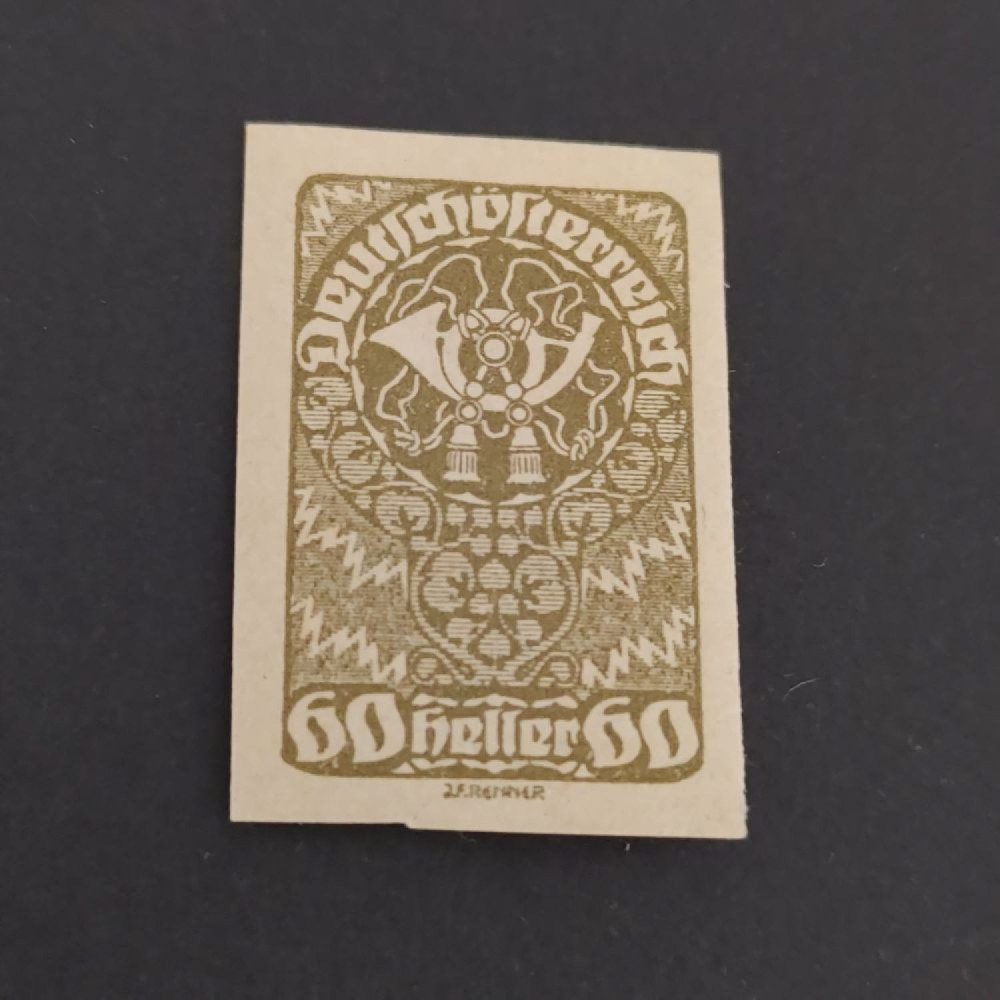 Deutschösterreich
60 heller 60
J.F.RENNER